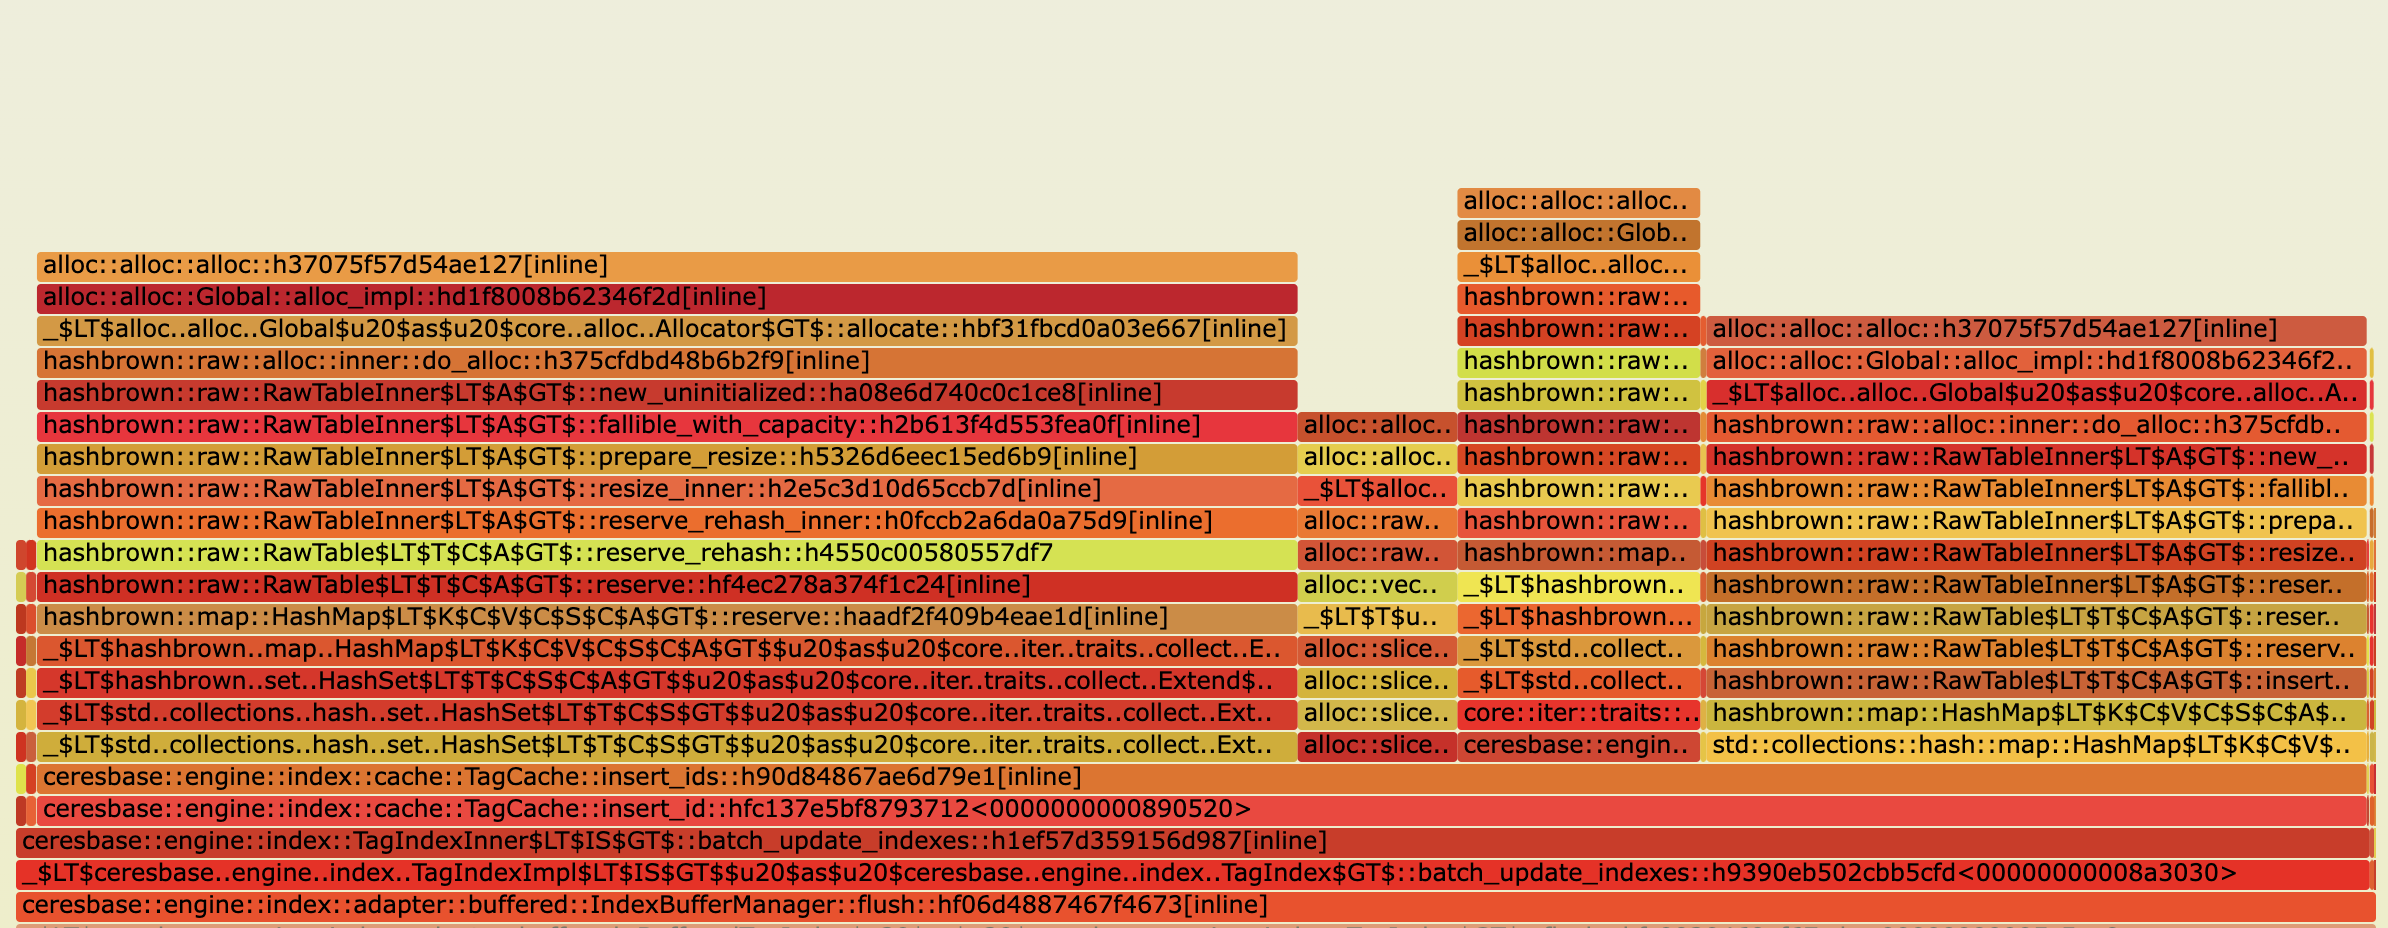 alloc::alloc::alloc..
alloc::alloc::Glob..
alloc::alloc::alloc::h37075f57d54ae127[inline] _$LT$alloc..alloc...
alloc::alloc::Global::alloc_impl::hd1f8008b62346f2d[inline] hashbrown::raw:..
_$LT$alloc..alloc..Global$u20$as$u20$core..alloc..Allocator$GT$::allocate::hbf31fbcd0a03e667[inline] hashbrown::raw:.. alloc::alloc::alloc::h37075f57d54ae127[inline]
hashbrown::raw::alloc::inner::do_alloc::h375cfdbd48b6b2f9[inline] hashbrown::raw:.. alloc::alloc::Global::alloc_impl::hd1f8008b62346f2..
hashbrown::raw::RawTableInner$LT$A$GT$::new_uninitialized::ha08e6d740c0c1ce8[inline] hashbrown::raw:.. _$LT$alloc..alloc..Global$u20$as$u20$core..alloc..A..
hashbrown::raw::RawTableInner$LT$A$GT$::fallible_with_capacity::h2b613f4d553fea0f[inline] alloc::alloc.. hashbrown::raw:.. hashbrown::raw::alloc::inner::do_alloc::h375cfdb..
hashbrown::raw::RawTableInner$LT$A$GT$::prepare_resize::h5326d6eec15ed6b9[inline] alloc::alloc.. hashbrown::raw:.. hashbrown::raw::RawTableInner$LT$A$GT$::new_..
hashbrown::raw::RawTableInner$LT$A$GT$::resize_inner::h2e5c3d10d65ccb7d[inline] _$LT$alloc.. hashbrown::raw:.. hashbrown::raw::RawTableInner$LT$A$GT$::fallibl..
hashbrown::raw::RawTableInner$LT$A$GT$::reserve_rehash_inner::h0fccb2a6da0a75d9[inline] alloc::raw.. hashbrown::raw:.. hashbrown::raw::RawTableInner$LT$A$GT$::prepa..
hashbrown::raw::RawTable$LT$T$C$A$GT$::reserve_rehash::h4550c00580557df7 alloc::raw.. hashbrown::map.. hashbrown::raw::RawTableInner$LT$A$GT$::resize..
hashbrown::raw::RawTable$LT$T$C$A$GT$::reserve::hf4ec278a374f1c24[inline] alloc::vec.. _$LT$hashbrown.. hashbrown::raw::RawTableInner$LT$A$GT$::reser..
hashbrown::map::HashMap$LT$K$C$V$C$S$C$A$GT$::reserve::haadf2f409b4eae1d[inline] _$LT$T$u.. _$LT$hashbrown... hashbrown::raw::RawTable$LT$T$C$A$GT$::reser..
_$LT$hashbrown..map..HashMap$LT$K$C$V$C$S$C$A$GT$$u20$as$u20$core..iter..traits..collect..E.. alloc::slice.. _$LT$std..collect.. hashbrown::raw::RawTable$LT$T$C$A$GT$::reserv..
_$LT$hashbrown..set..HashSet$LT$T$C$S$C$A$GT$$u20$as$u20$core..iter..traits..collect..Extend$.. alloc::slice.. _$LT$std..collect.. hashbrown::raw::RawTable$LT$T$C$A$GT$::insert..
_$LT$std..collections..hash..set..HashSet$LT$T$C$S$GT$$u20$as$u20$core..iter..traits..collect..Ext.. alloc::slice.. core::iter::traits::.. hashbrown::map::HashMap$LT$K$C$V$C$S$C$A$..
_$LT$std..collections..hash..set..HashSet$LT$T$C$S$GT$$u20$as$u20$core..iter..traits..collect..Ext.. alloc::slice.. ceresbase::engin.. std::collections::hash::map::HashMap$LT$K$C$V$..
ceresbase::engine::index::cache::TagCache::insert_ids::h90d84867ae6d79e1[inline]
ceresbase::engine::index::cache::TagCache::insert_id::hfc137e5bf8793712<0000000000890520>
ceresbase::engine::index::TagIndexInner$LT$IS$GT$::batch_update_indexes::h1ef57d359156d987[inline]
_$LT$ceresbase..engine..index..TagIndexImpl$LT$IS$GT$$u20$as$u20$ceresbase..engine..index..TagIndex$GT$::batch_update_indexes::h9390eb502cbb5cfd<00000000008a3030>
ceresbase::engine::index::adapter::buffered::IndexBufferManager::flush::hf06d4887467f4673[inline]